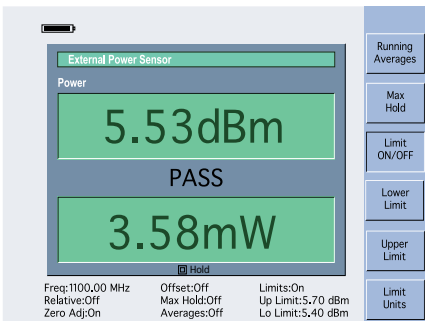 External Power Sensor
Power
5.53dBm
PASS
3.58mW
Hold
Freq:1100.00 MHz Offset:Off Limits:On
Relative:Off Max Hold:Off Up Limit:5.70 dBm
Zero Adj:On Averages:Off Lo Limit:5.40 dBm
Running
Averages
Max
Hold
Limit
ON/OFF
Lower
Limit
Upper
Limit
Limit
Units